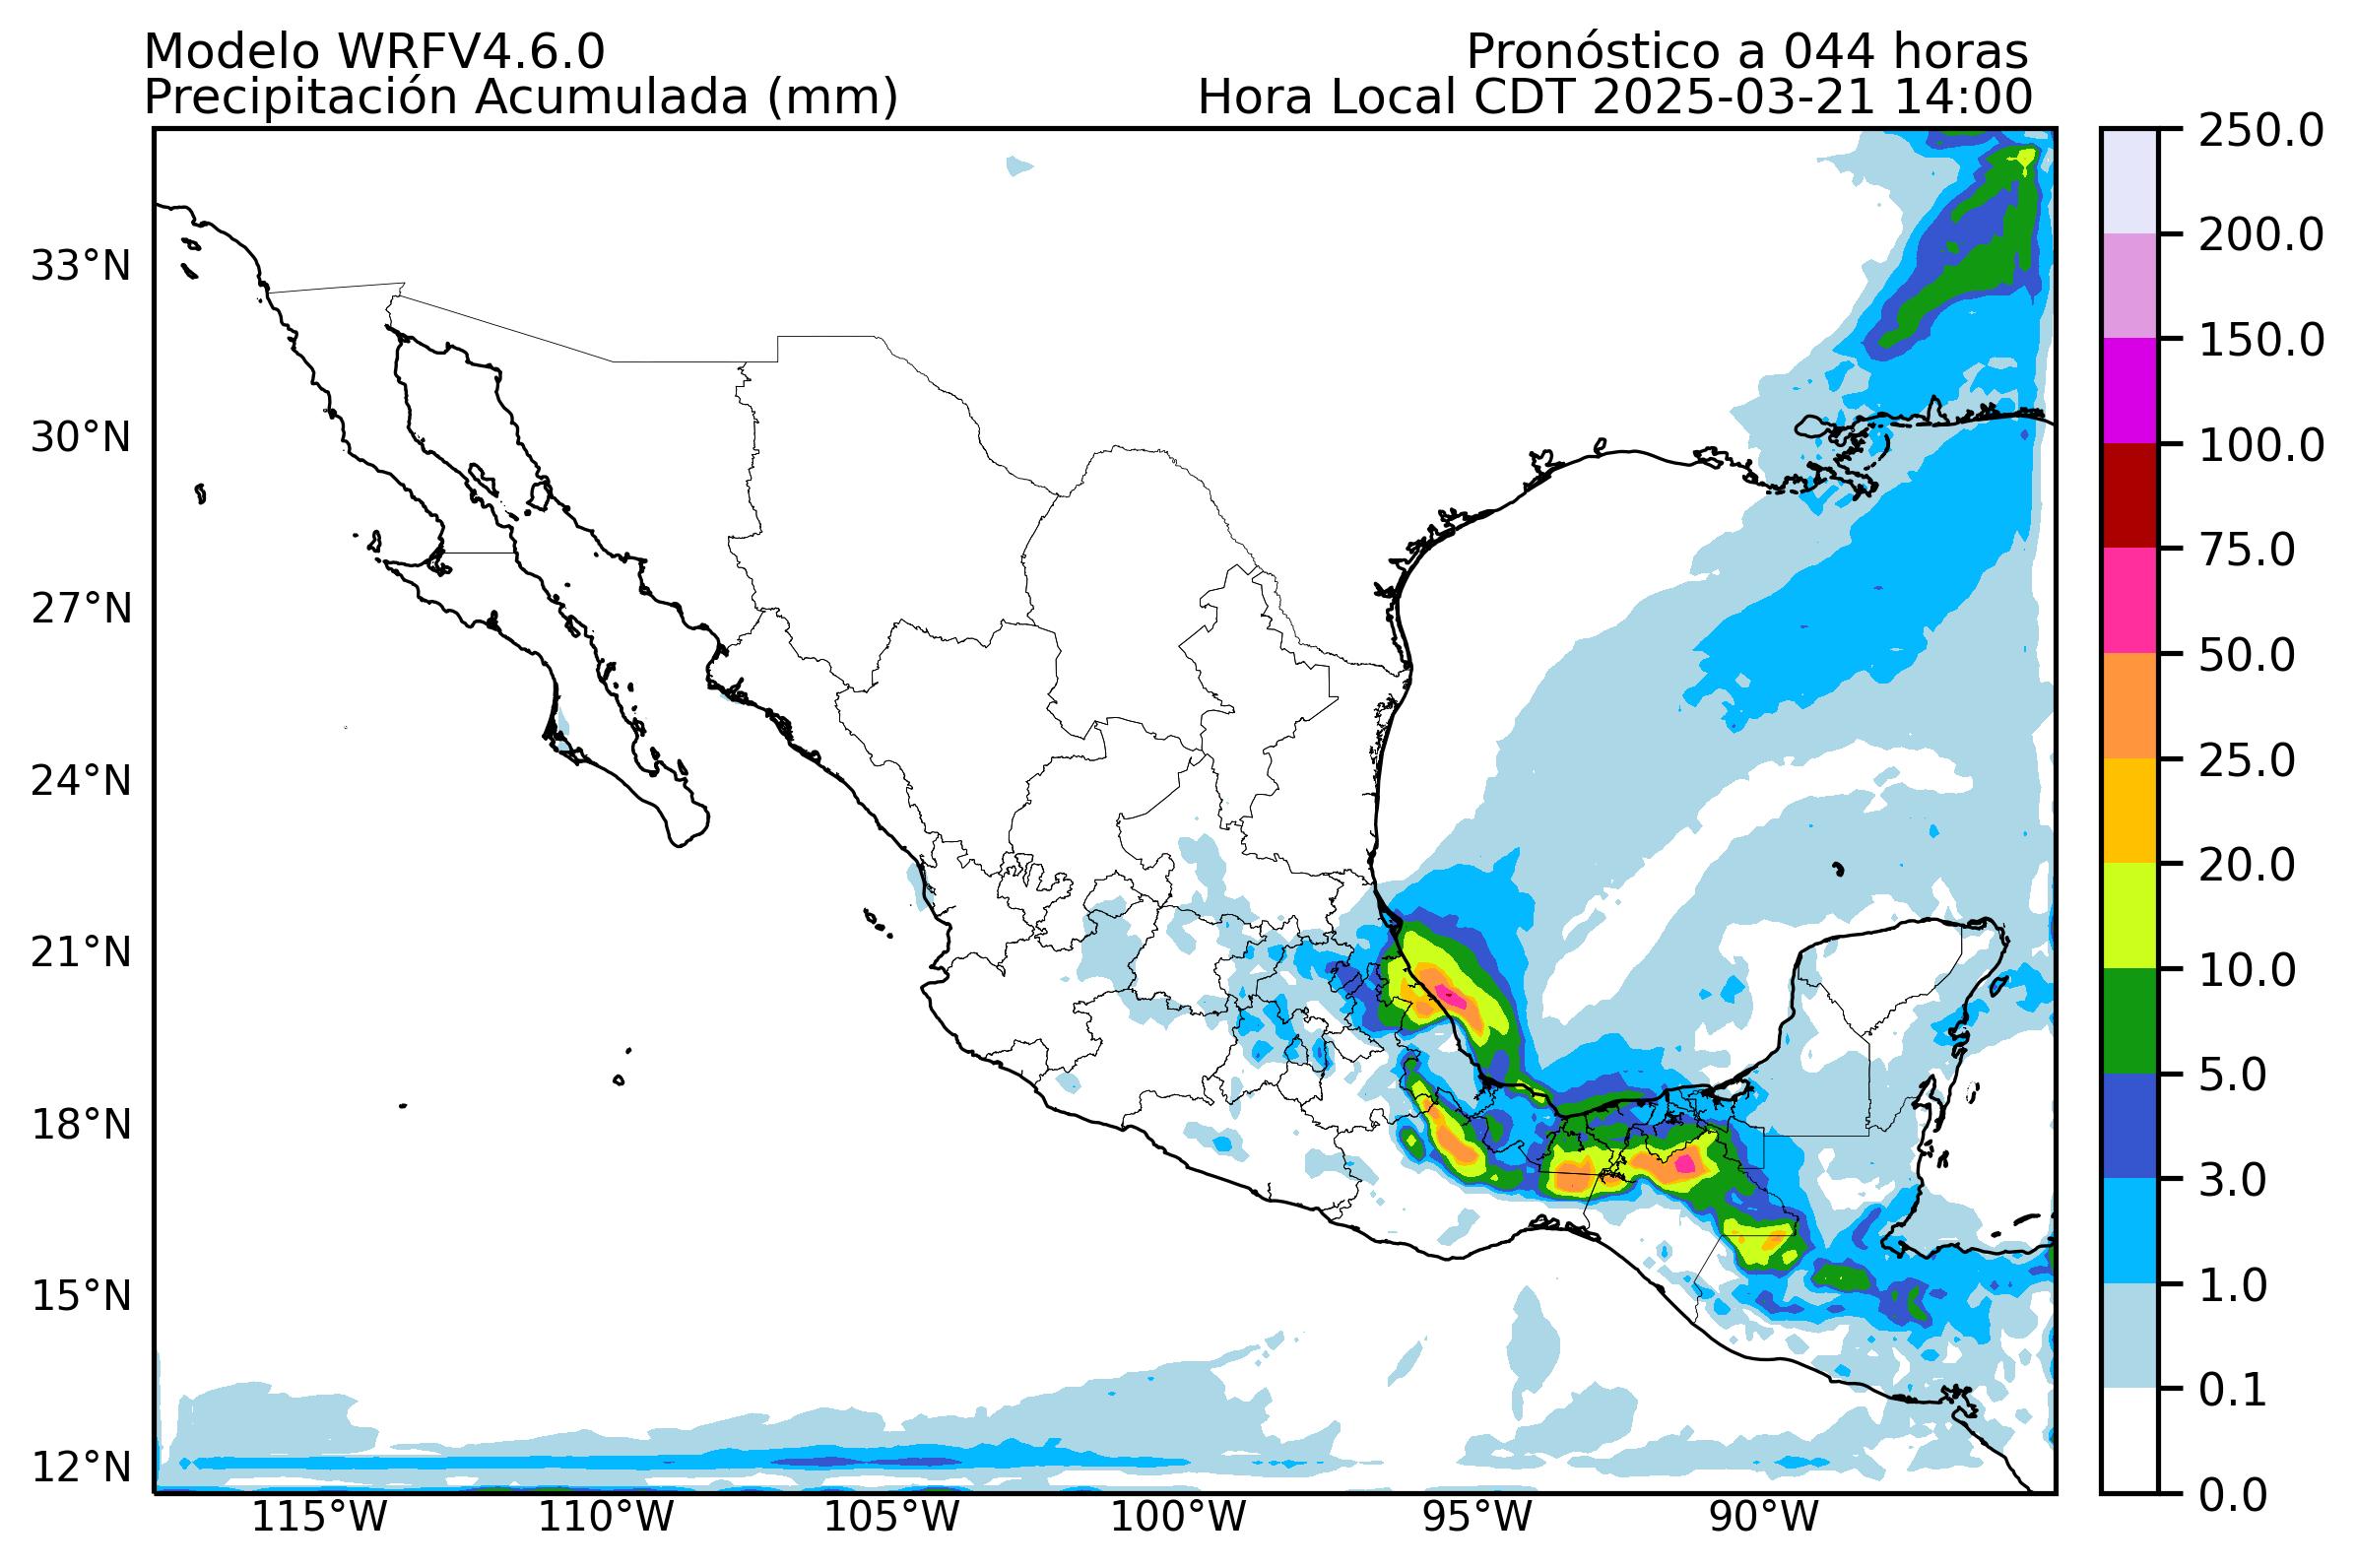 Modelo WRFV4.6.0
Pronóstico a 044 horas
Precipitación Acumulada (mm)
Hora Local CDT 2025-03-21 14:00
33°N
30°N
27°N
24°N
21°N
18°N
15°N
12°N
115°W
110°W
105°W
100°W
95°W
90°W
250.0
200.0
150.0
100.0
75.0
50.0
25.0
20.0
10.0
5.0
3.0
1.0
0.1
0.0